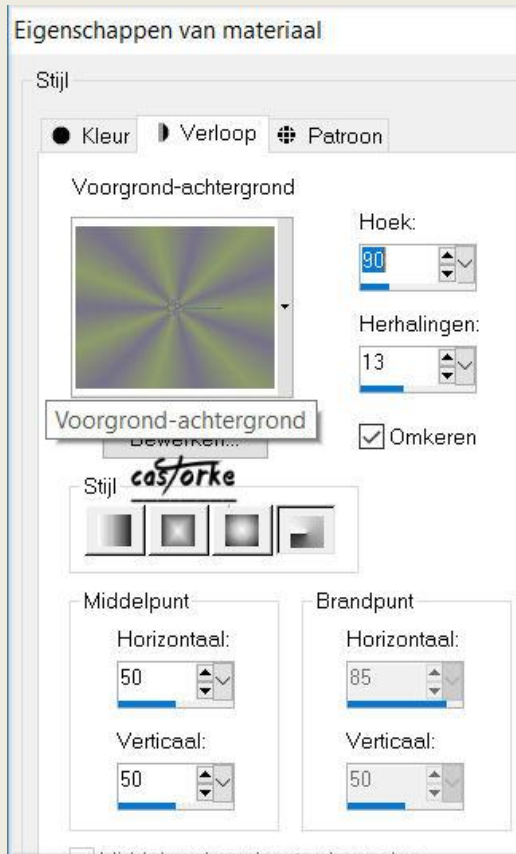 Eigenschappen van materiaal
Stijl
Kleur Verloop Patroon
Voorgrond-achtergrond
Hoek:
90
Herhalingen:
13
Voorgrond-achtergrond
Bewerken...
Omkeren
Stijl castorke
Middelpunt
Horizontaal:
50
Verticaal:
50
Brandpunt
Horizontaal:
85
Verticaal:
50